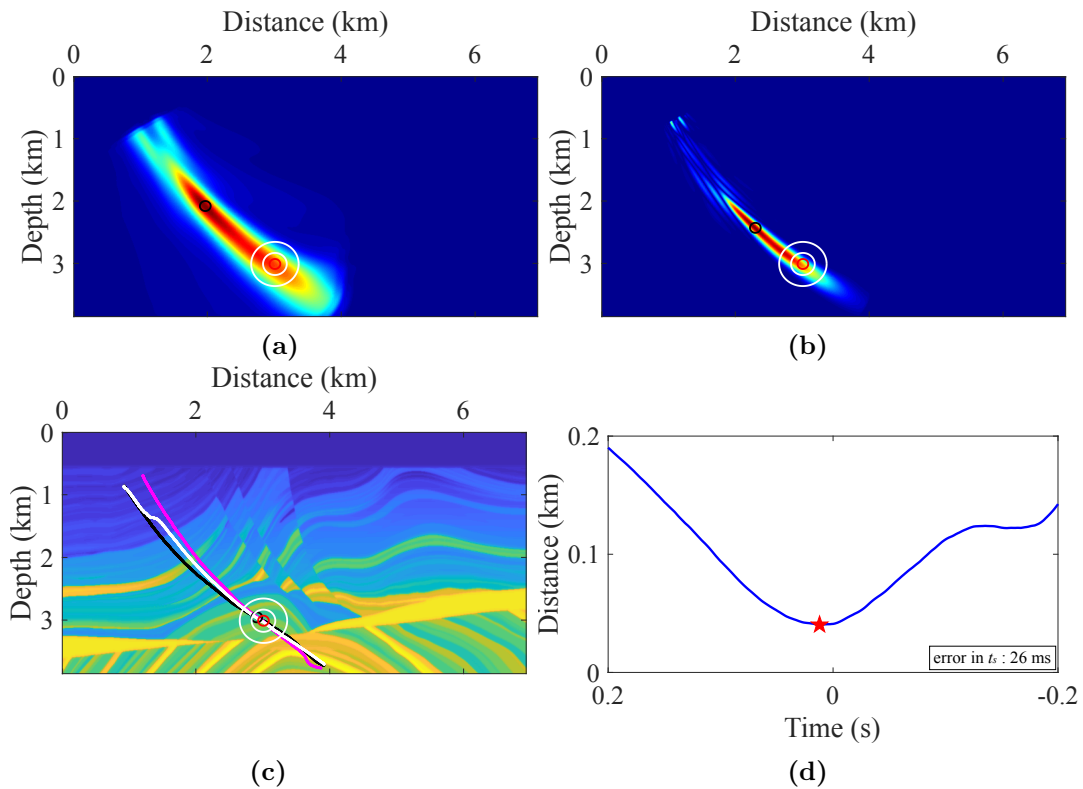 Distance (km)
0 2 4 6
0
1
2
3
Depth (km)
(a)
Distance (km)
0 2 4 6
0
1
2
3
Depth (km)
(b)
Distance (km)
0 2 4 6
0
1
2
3
Depth (km)
(c)
0.2
0.1
0
Distance (km)
error in ts : 26 ms
0.2 0 -0.2
Time (s)
(d)